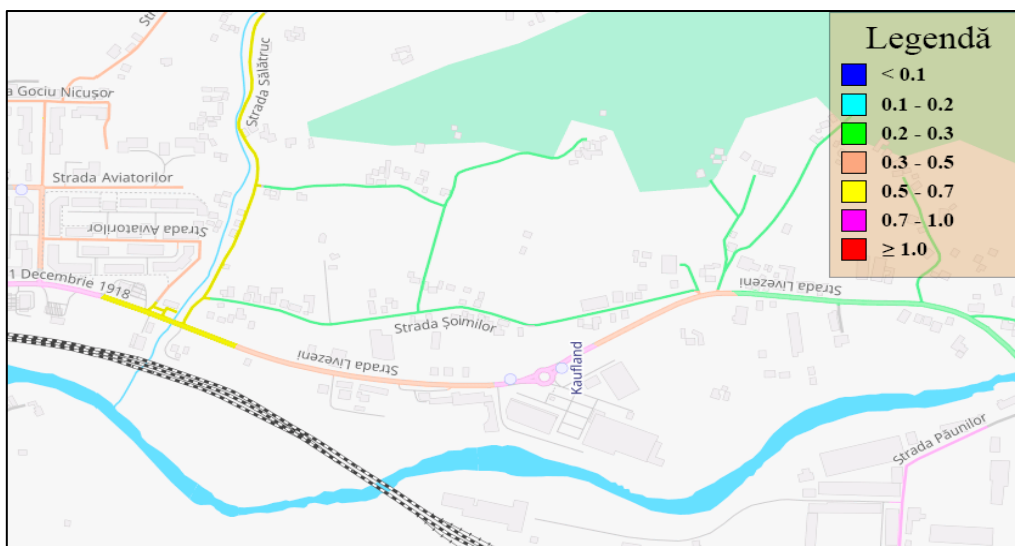 Str
a Gociu Nicușor
Strada Sălătruc
Strada Aviatorilor
Strada Aviatorilor
1 Decembrie 1918
Strada Șoimilor
Strada Livezeni
Strada Livezeni
Kaufland
Strada Păunilor
Legendă
< 0.1
0.1 - 0.2
0.2 - 0.3
0.3 - 0.5
0.5 - 0.7
0.7 - 1.0
≥ 1.0